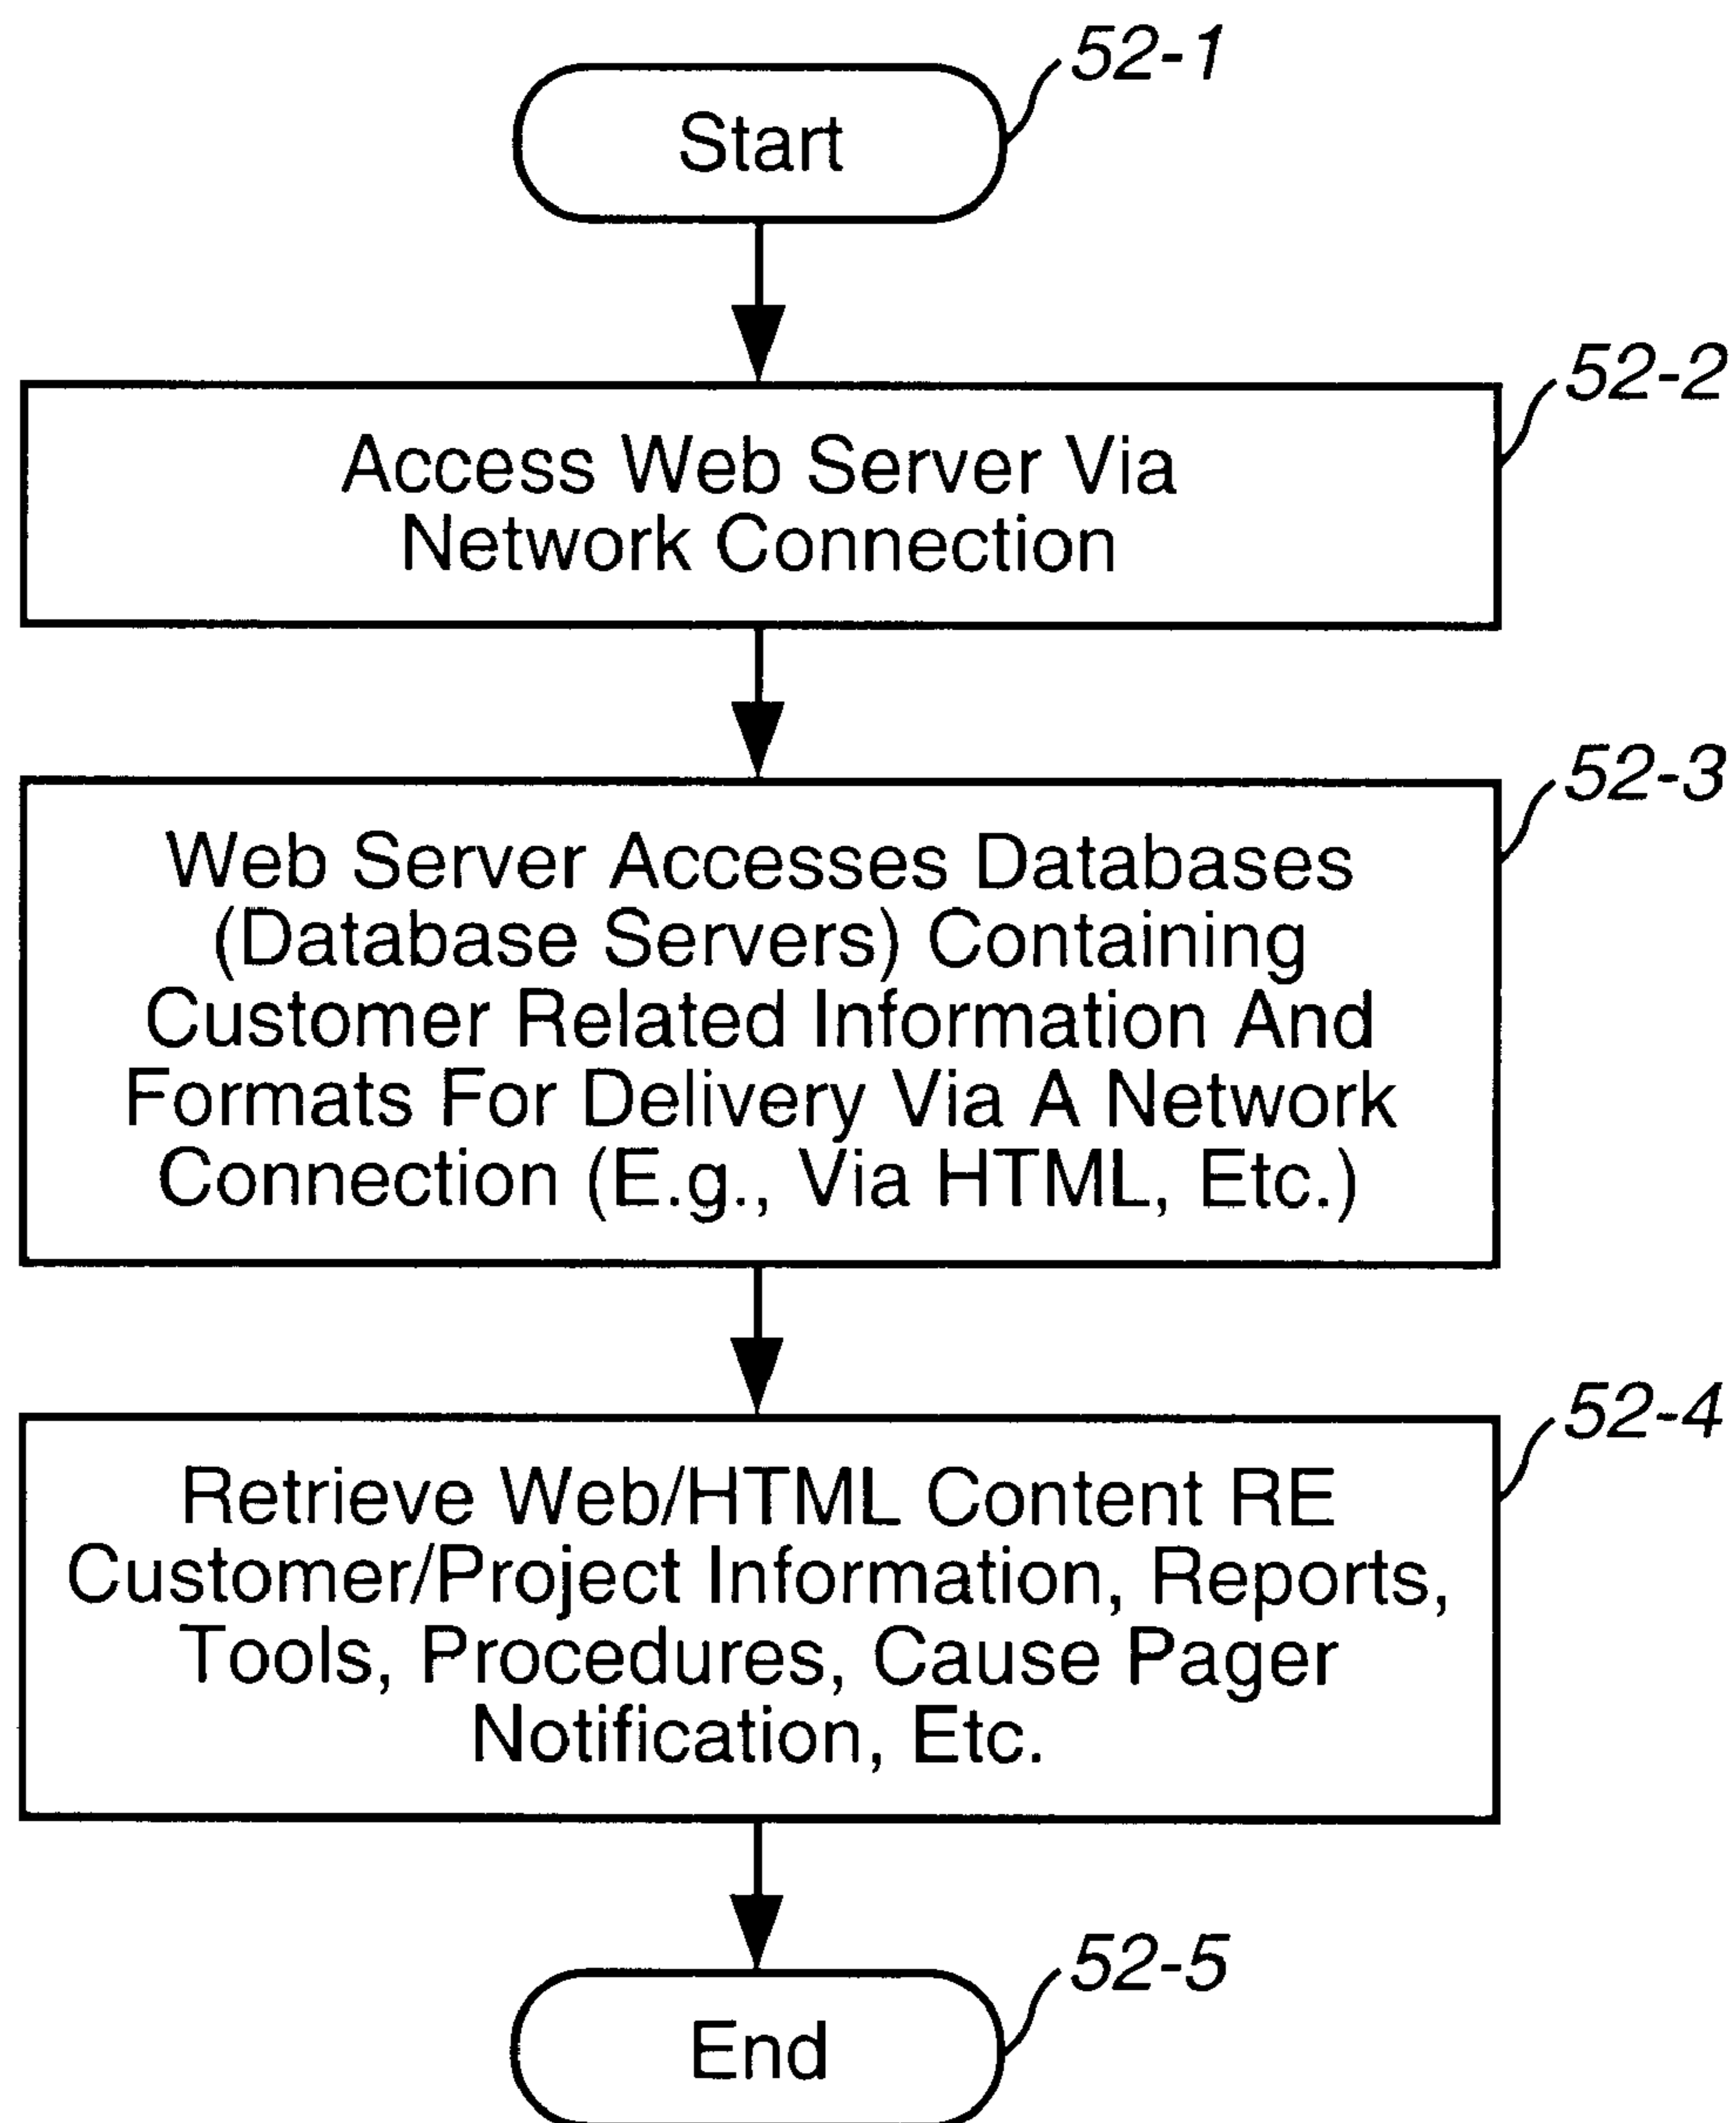 52-1
Start
52-2
Access Web Server Via
Network Connection
52-3
Web Server Accesses Databases
(Database Servers) Containing
Customer Related Information And
Formats For Delivery Via A Network
Connection (E.g., Via HTML, Etc.)
52-4
Retrieve Web/HTML Content RE
Customer/Project Information, Reports,
Tools, Procedures, Cause Pager
Notification, Etc.
52-5
End